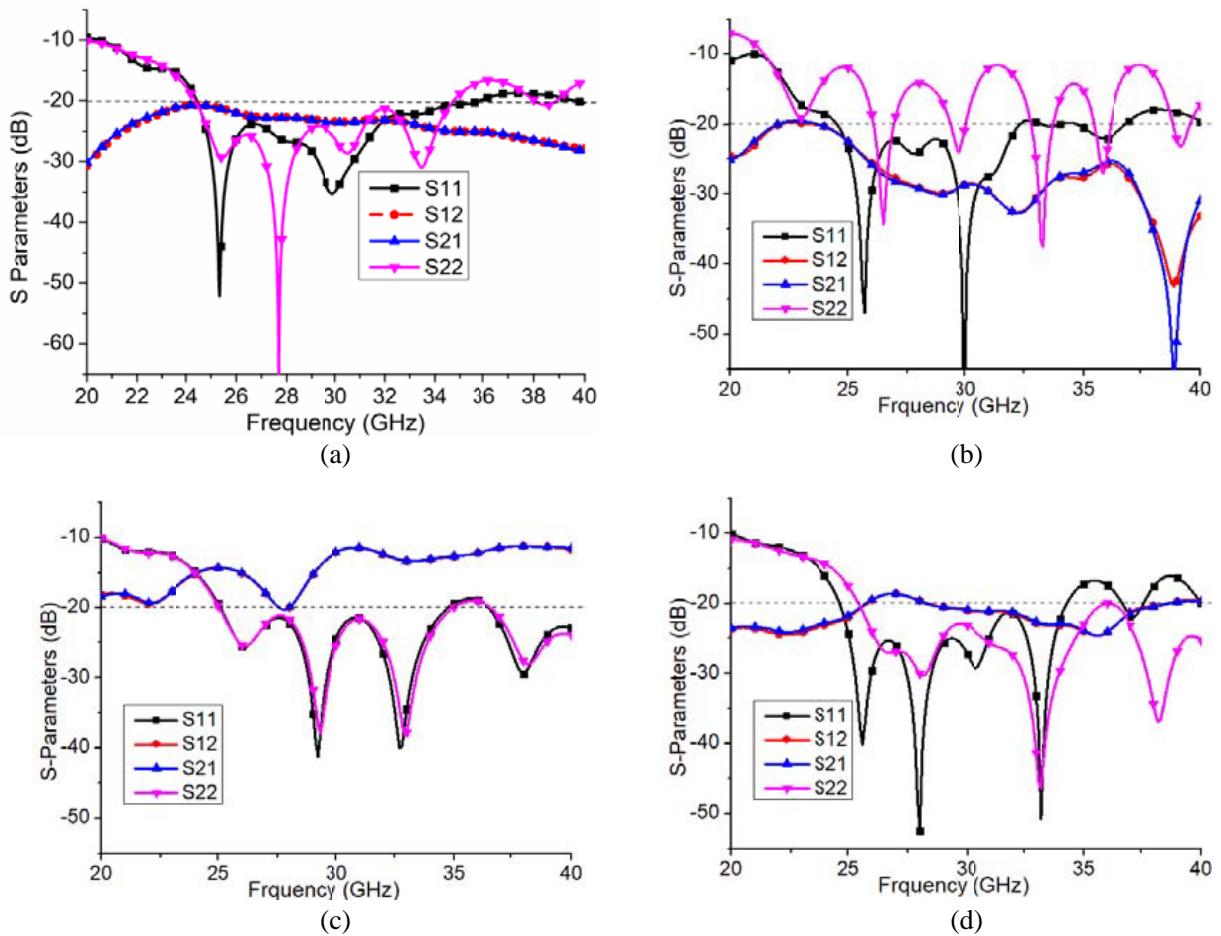 -10
-20
-30
-40
-50
-60
S Parameters (dB)
S11
S12
S21
S22
20 22 24 26 28 30 32 34 36 38 40
Frequency (GHz)
(a)
-10
-20
-30
-40
-50
S-Parameters (dB)
S11
S12
S21
S22
20 25 30 35 40
Frquency (GHz)
(b)
-10
-20
-30
-40
-50
S-Parameters (dB)
S11
S12
S21
S22
20 25 30 35 40
Frquency (GHz)
(c)
-10
-20
-30
-40
-50
S-Parameters (dB)
S11
S12
S21
S22
20 25 30 35 40
Frquency (GHz)
(d)